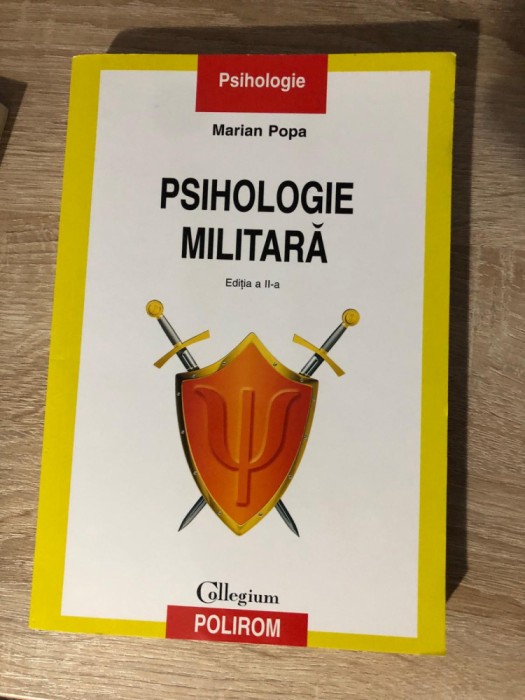 Psihologie
Marian Popa
PSIHOLOGIE
MILITARĂ
Ediția a II-a
Ψ
Collegium
POLIROM